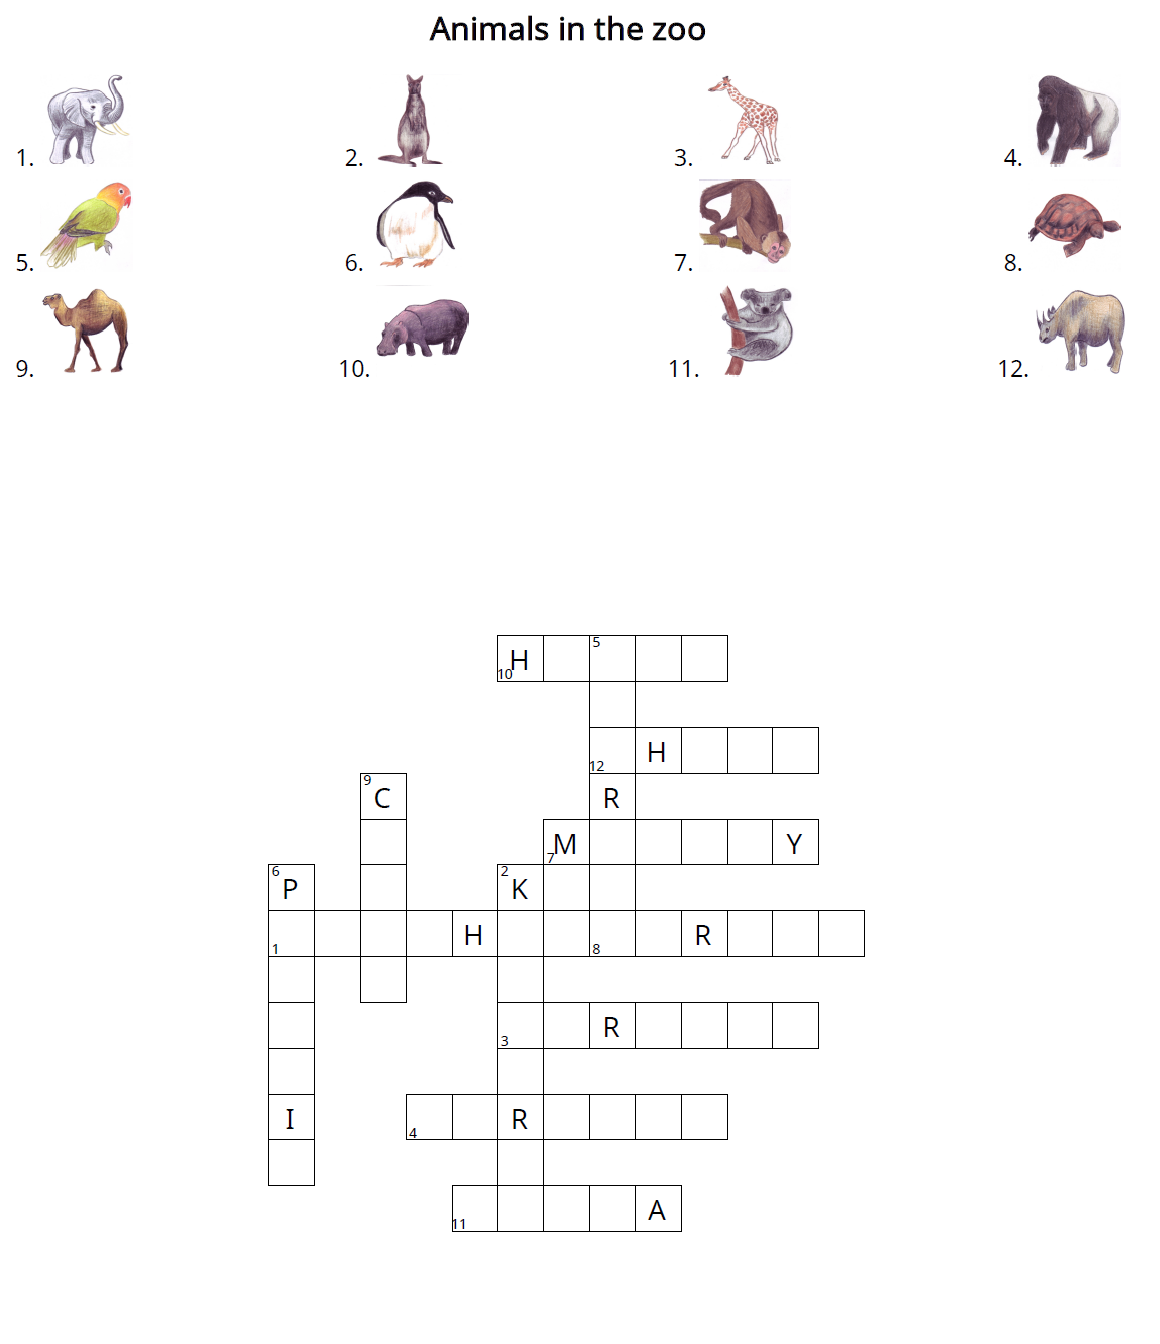 Animals in the zoo
1. 2. 3. 4.
5. 6. 7. 8.
9. 10. 11. 12.
10 H 5
12 H
9 C R
7 M Y
6 P 2 K
1 H 8 R
3 R
I 4 R
11 A